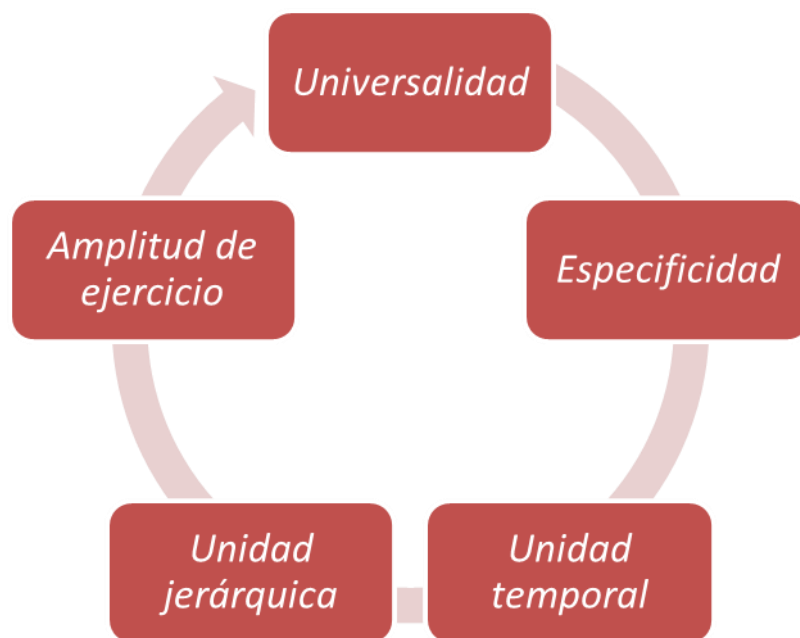 Universalidad
Especificidad
Unidad
temporal
Unidad
jerárquica
Amplitud de
ejercicio